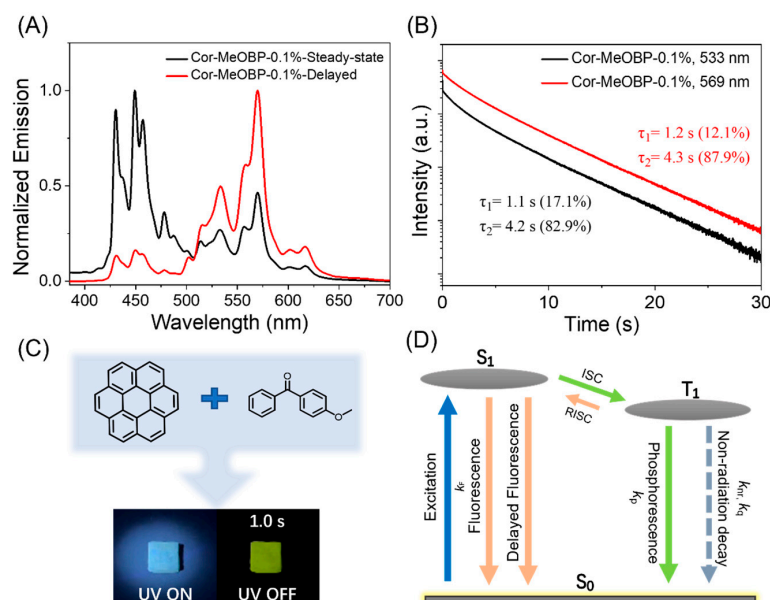 (A)
Cor-MeOBP-0.1%-Steady-state
Cor-MeOBP-0.1%-Delayed
1.0
0.5
0.0
Normalized Emission
400 450 500 550 600 650 700
Wavelength (nm)
(B)
Cor-MeOBP-0.1%, 533 nm
Cor-MeOBP-0.1%, 569 nm
τ1= 1.2 s (12.1%)
τ2= 4.3 s (87.9%)
τ1= 1.1 s (17.1%)
τ2= 4.2 s (82.9%)
Intensity (a.u.)
0 10 20 30
Time (s)
(C)
O
O
1.0 s
UV ON
UV OFF
(D)
S1
ISC
RISC
T1
Excitation
kF
Fluorescence
Delayed Fluorescence
Phosphorescence
kp
Non-radiation decay
knr, kq
S0